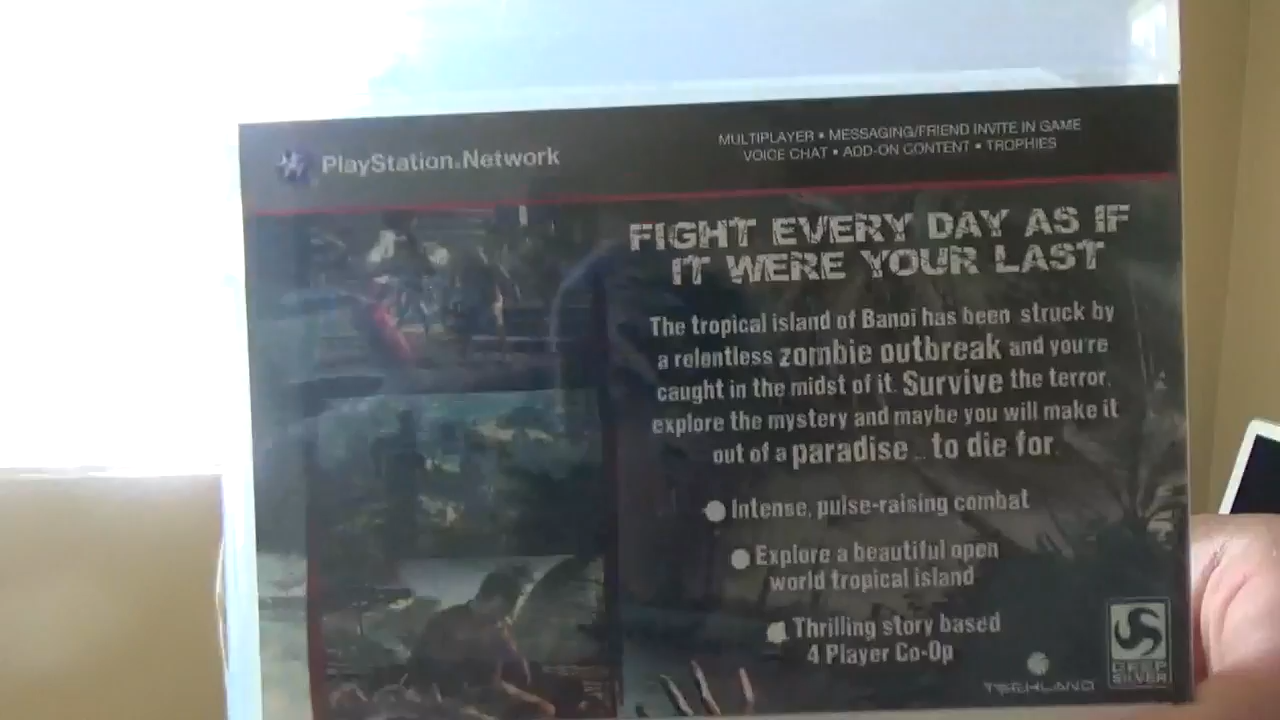 PlayStation.Network
MULTIPLAYER • MESSAGING/FRIEND INVITE IN GAME
VOICE CHAT • ADD-ON CONTENT • TROPHIES
FIGHT EVERY DAY AS IF
IT WERE YOUR LAST
The tropical island of Banoi has been struck by
a relentless zombie outbreak and you're
caught in the midst of it. Survive the terror,
explore the mystery and maybe you will make it
out of a paradise... to die for.
Intense, pulse-raising combat
Explore a beautiful open
world tropical island
Thrilling story based
4 Player Co-Op
TECHLAND
DEEP
SILVER